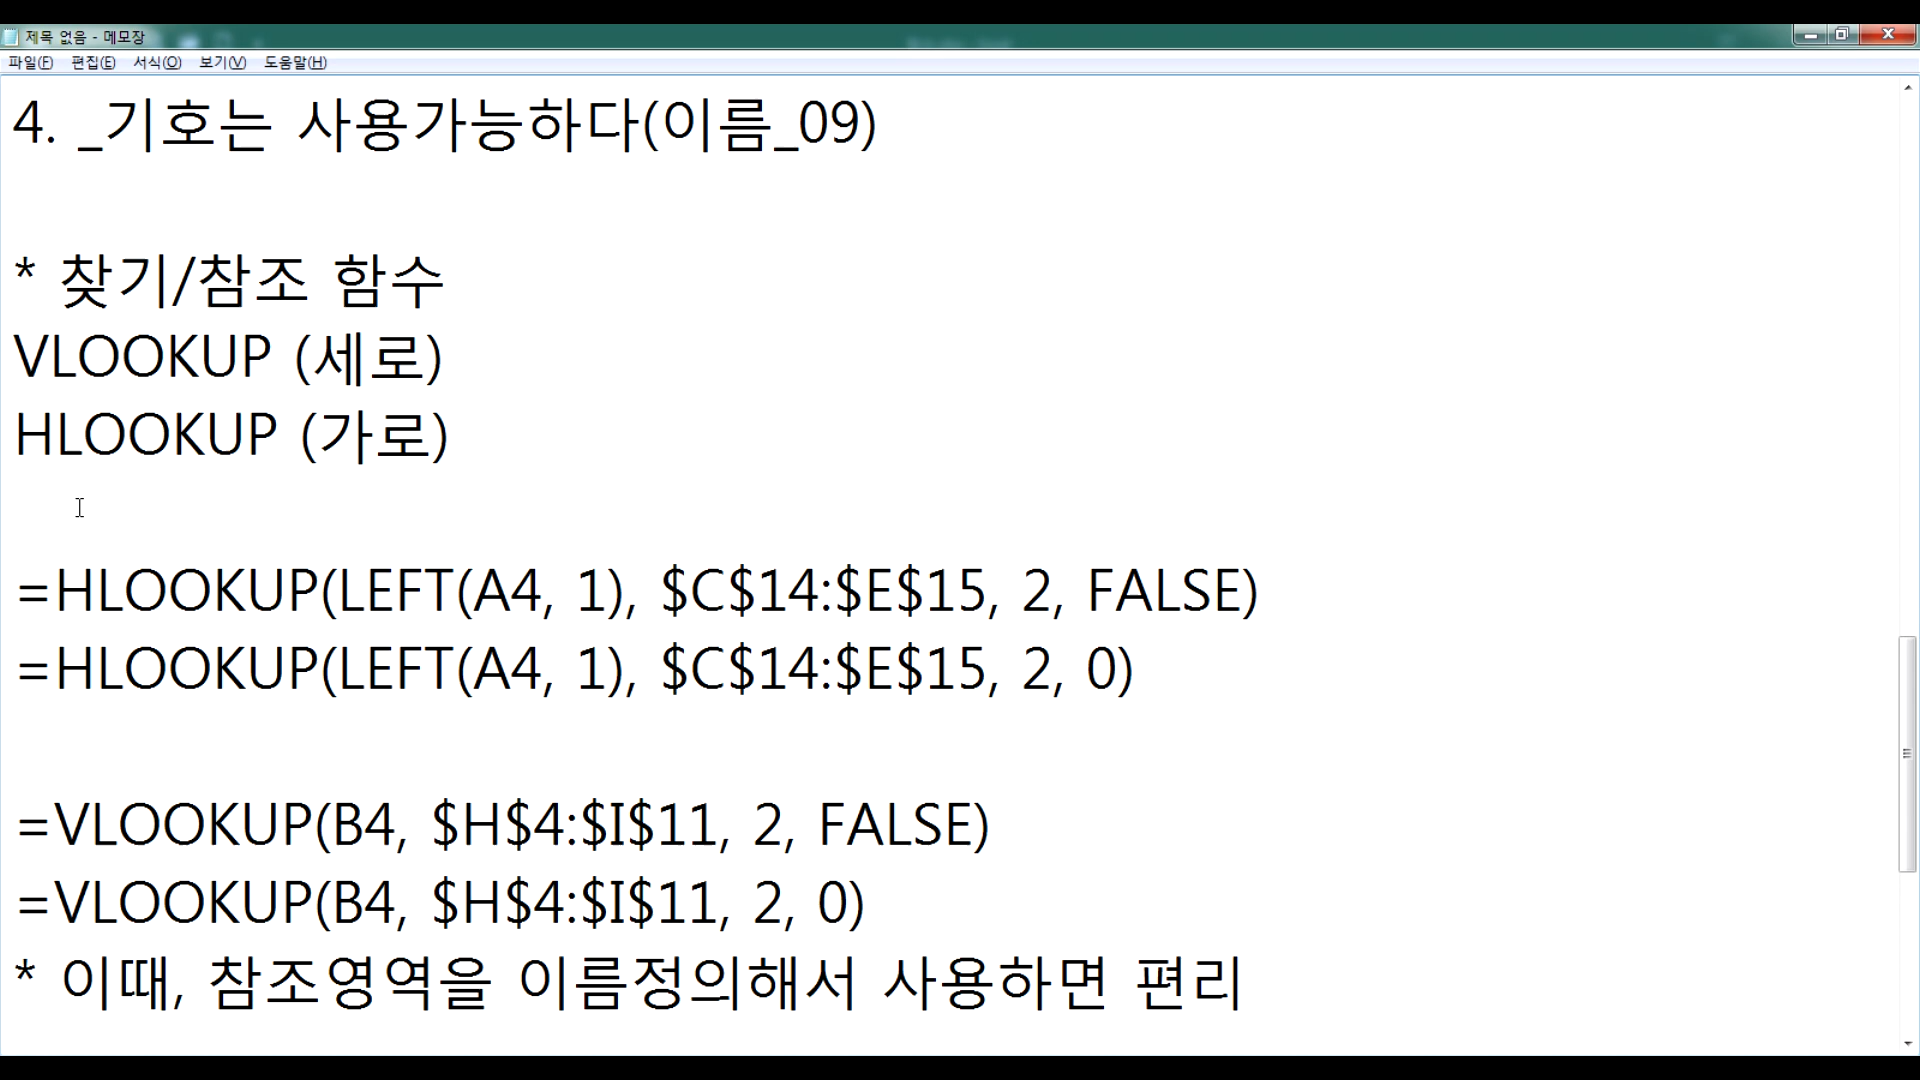 제목 없음 - 메모장
파일(F) 편집(E) 서식(O) 보기(V) 도움말(H)
4. _기호는 사용가능하다(이름_09)
* 찾기/참조 함수
VLOOKUP (세로)
HLOOKUP (가로)
=HLOOKUP(LEFT(A4, 1), $C$14:$E$15, 2, FALSE)
=HLOOKUP(LEFT(A4, 1), $C$14:$E$15, 2, 0)
=VLOOKUP(B4, $H$4:$I$11, 2, FALSE)
=VLOOKUP(B4, $H$4:$I$11, 2, 0)
* 이때, 참조영역을 이름정의해서 사용하면 편리